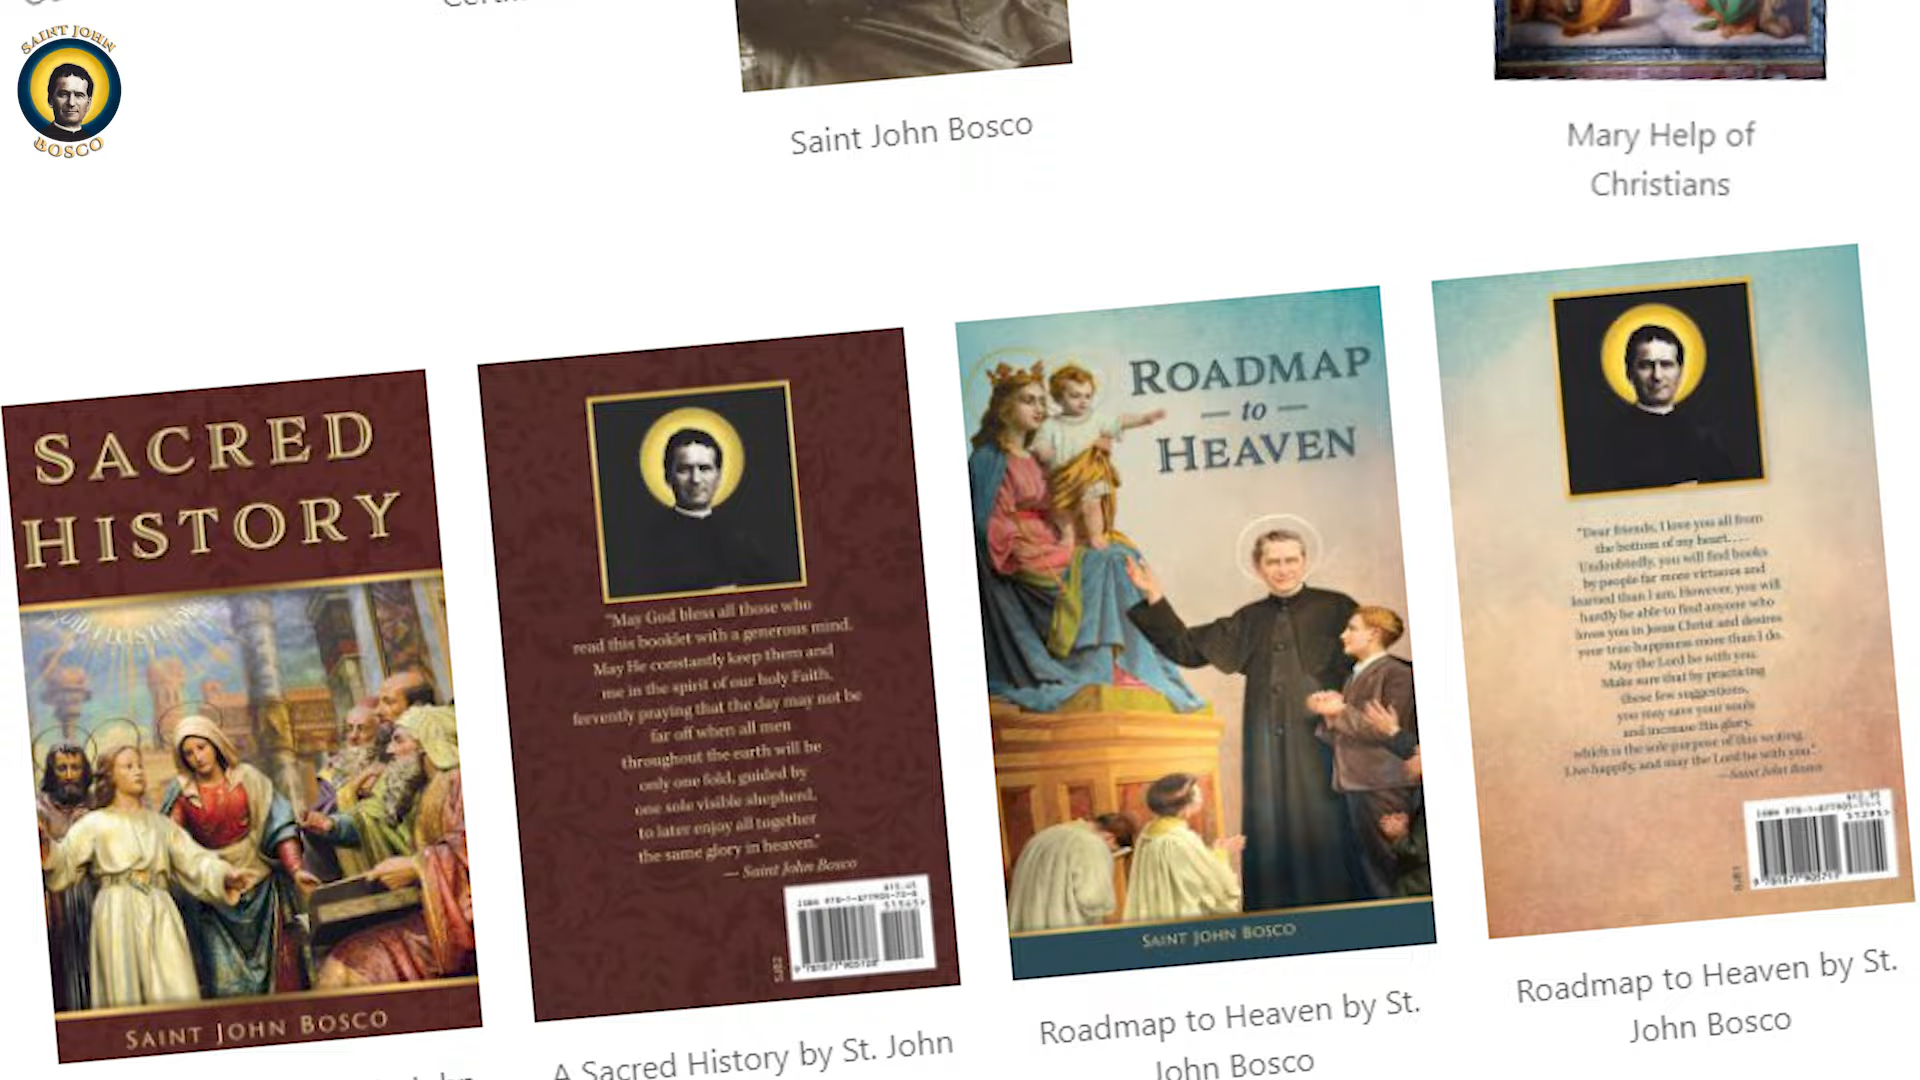 SAINT JOHN
BOSCO
Saint John Bosco
Mary Help of
Christians
SACRED
HISTORY
SAINT JOHN BOSCO
"May God bless all those who
read this booklet with a generous mind.
May He constantly keep them and
me in the spirit of our holy Faith,
fervently praying that the day may not be
far off when all men
throughout the earth will be
only one fold, guided by
one sole visible shepherd,
to later enjoy all together
the same glory in heaven."
— Saint John Bosco
SJB2
A Sacred History by St. John
ROADMAP
— to —
HEAVEN
SAINT JOHN BOSCO
Roadmap to Heaven by St.
John Bosco
"Dear friends, I love you all from
the bottom of my heart....
Undoubtedly, you will find books
by people far more virtuous and
learned than I am. However, you will
hardly be able to find anyone who
loves you in Jesus Christ and desires
your true happiness more than I do.
May the Lord be with you.
Make sure that by practicing
these few suggestions,
you may save your souls
and increase His glory,
which is the sole purpose of this writing.
Live happily, and may the Lord be with you".
—Saint John Bosco
SJB1
Roadmap to Heaven by St.
John Bosco